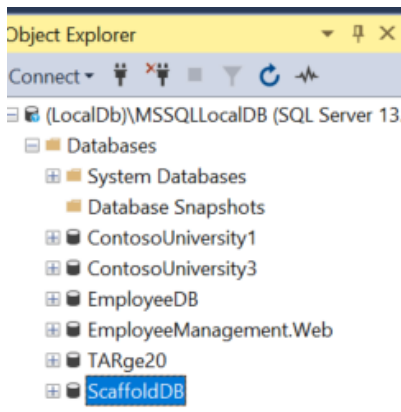 Object Explorer
Connect
(LocalDb)\MSSQLLocalDB (SQL Server 13.
Databases
System Databases
Database Snapshots
ContosoUniversity1
ContosoUniversity3
EmployeeDB
EmployeeManagement.Web
TARge20
ScaffoldDB